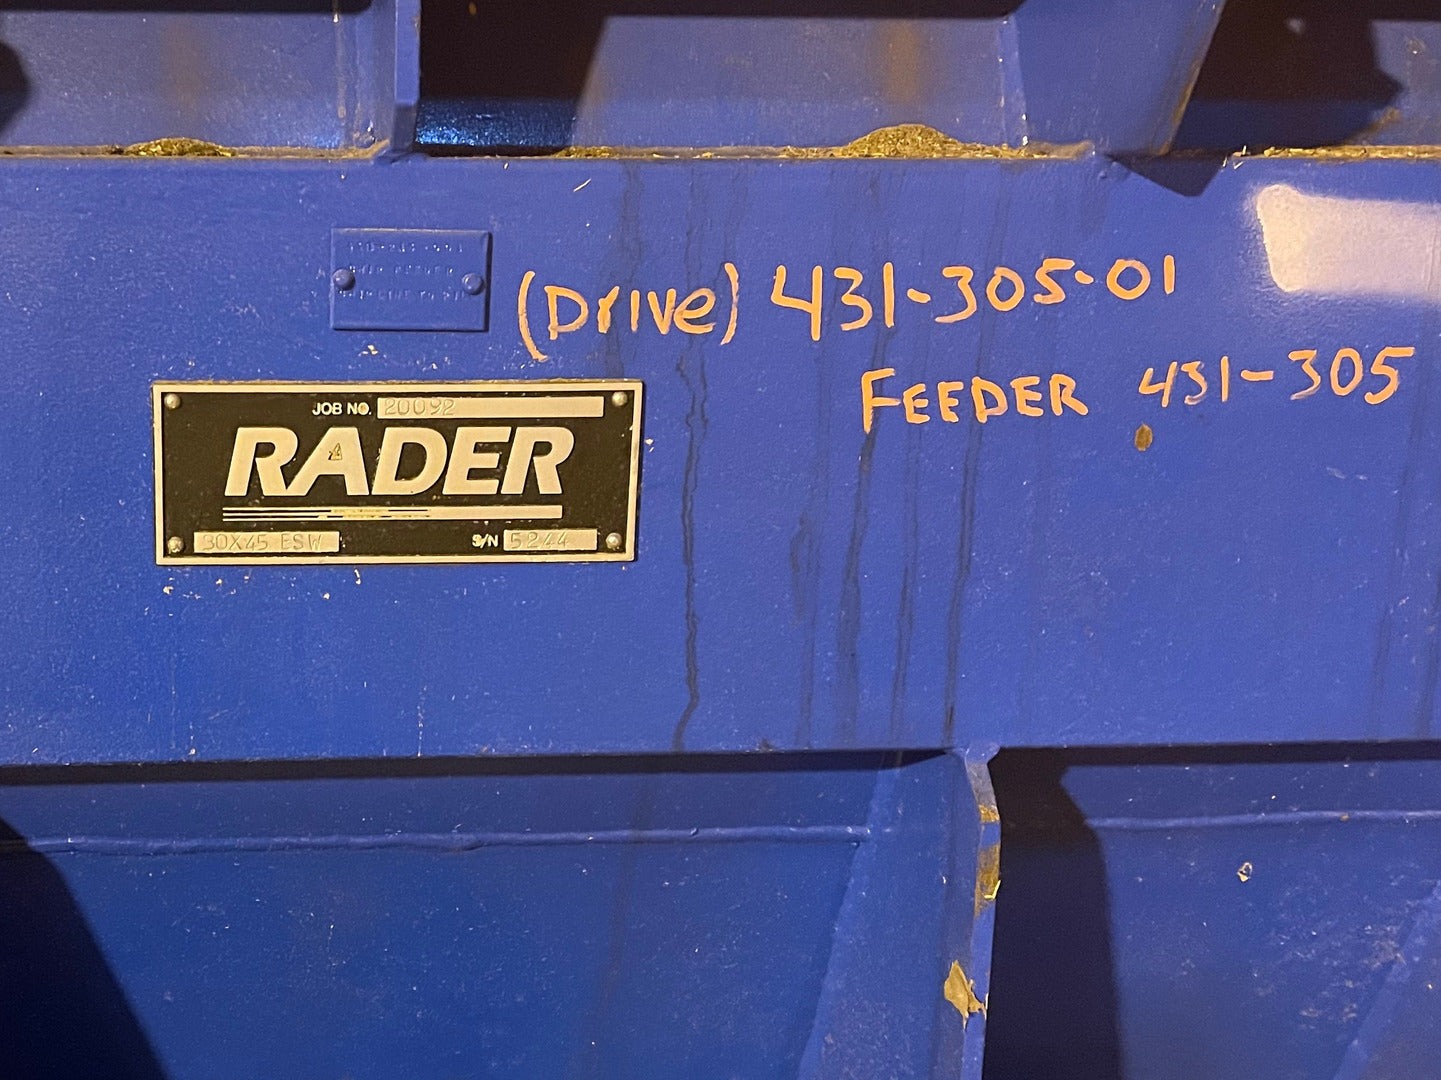 (Drive) 431-305-01
FEEDER 431-305
JOB NO. 20092
RADER
30X45 ESW
S/N 5244